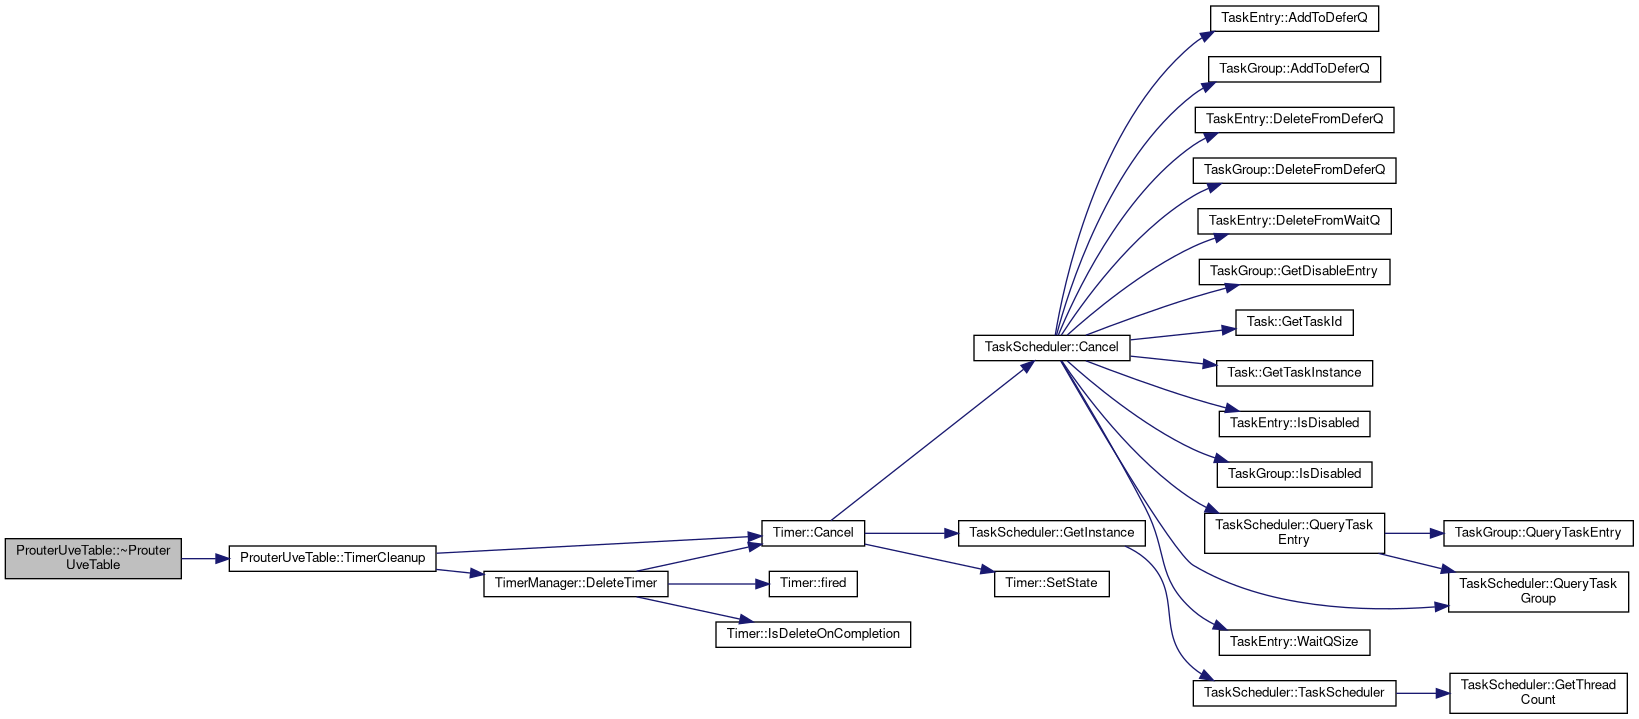 ProuterUveTable::~Prouter
UveTable
ProuterUveTable::TimerCleanup
Timer::Cancel
TimerManager::DeleteTimer
Timer::fired
Timer::IsDeleteOnCompletion
TaskScheduler::Cancel
TaskScheduler::GetInstance
Timer::SetState
TaskEntry::AddToDeferQ
TaskGroup::AddToDeferQ
TaskEntry::DeleteFromDeferQ
TaskGroup::DeleteFromDeferQ
TaskEntry::DeleteFromWaitQ
TaskGroup::GetDisableEntry
Task::GetTaskId
Task::GetTaskInstance
TaskEntry::IsDisabled
TaskGroup::IsDisabled
TaskScheduler::QueryTask
Entry
TaskEntry::WaitQSize
TaskScheduler::TaskScheduler
TaskGroup::QueryTaskEntry
TaskScheduler::QueryTask
Group
TaskScheduler::GetThread
Count